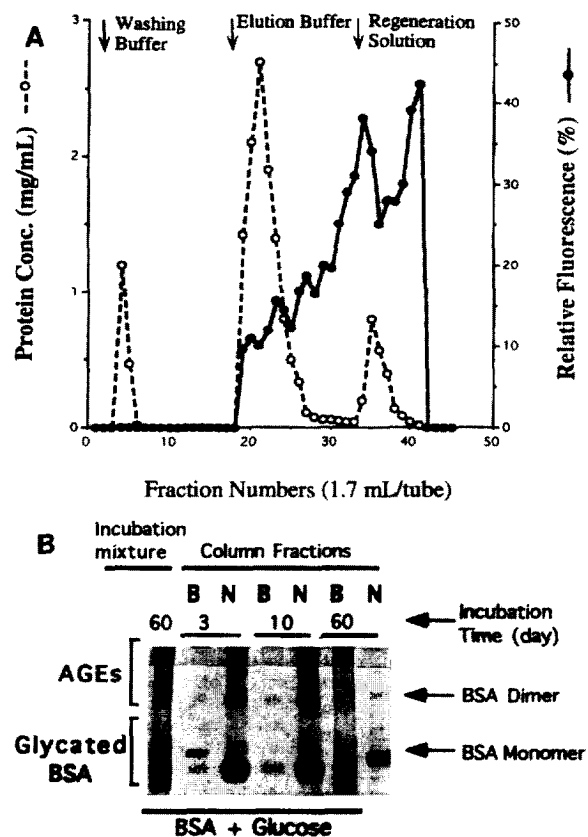 A
Washing Buffer
Elution Buffer
Regeneration Solution
Protein Conc. (mg/mL)
3
2
1
0
Relative Fluorescence (%)
50
40
30
20
10
0
0 10 20 30 40 50
Fraction Numbers (1.7 mL/tube)
B
Incubation mixture
Column Fractions
B N B N B N
60 3 10 60
Incubation Time (day)
AGEs
BSA Dimer
Glycated BSA
BSA Monomer
BSA + Glucose